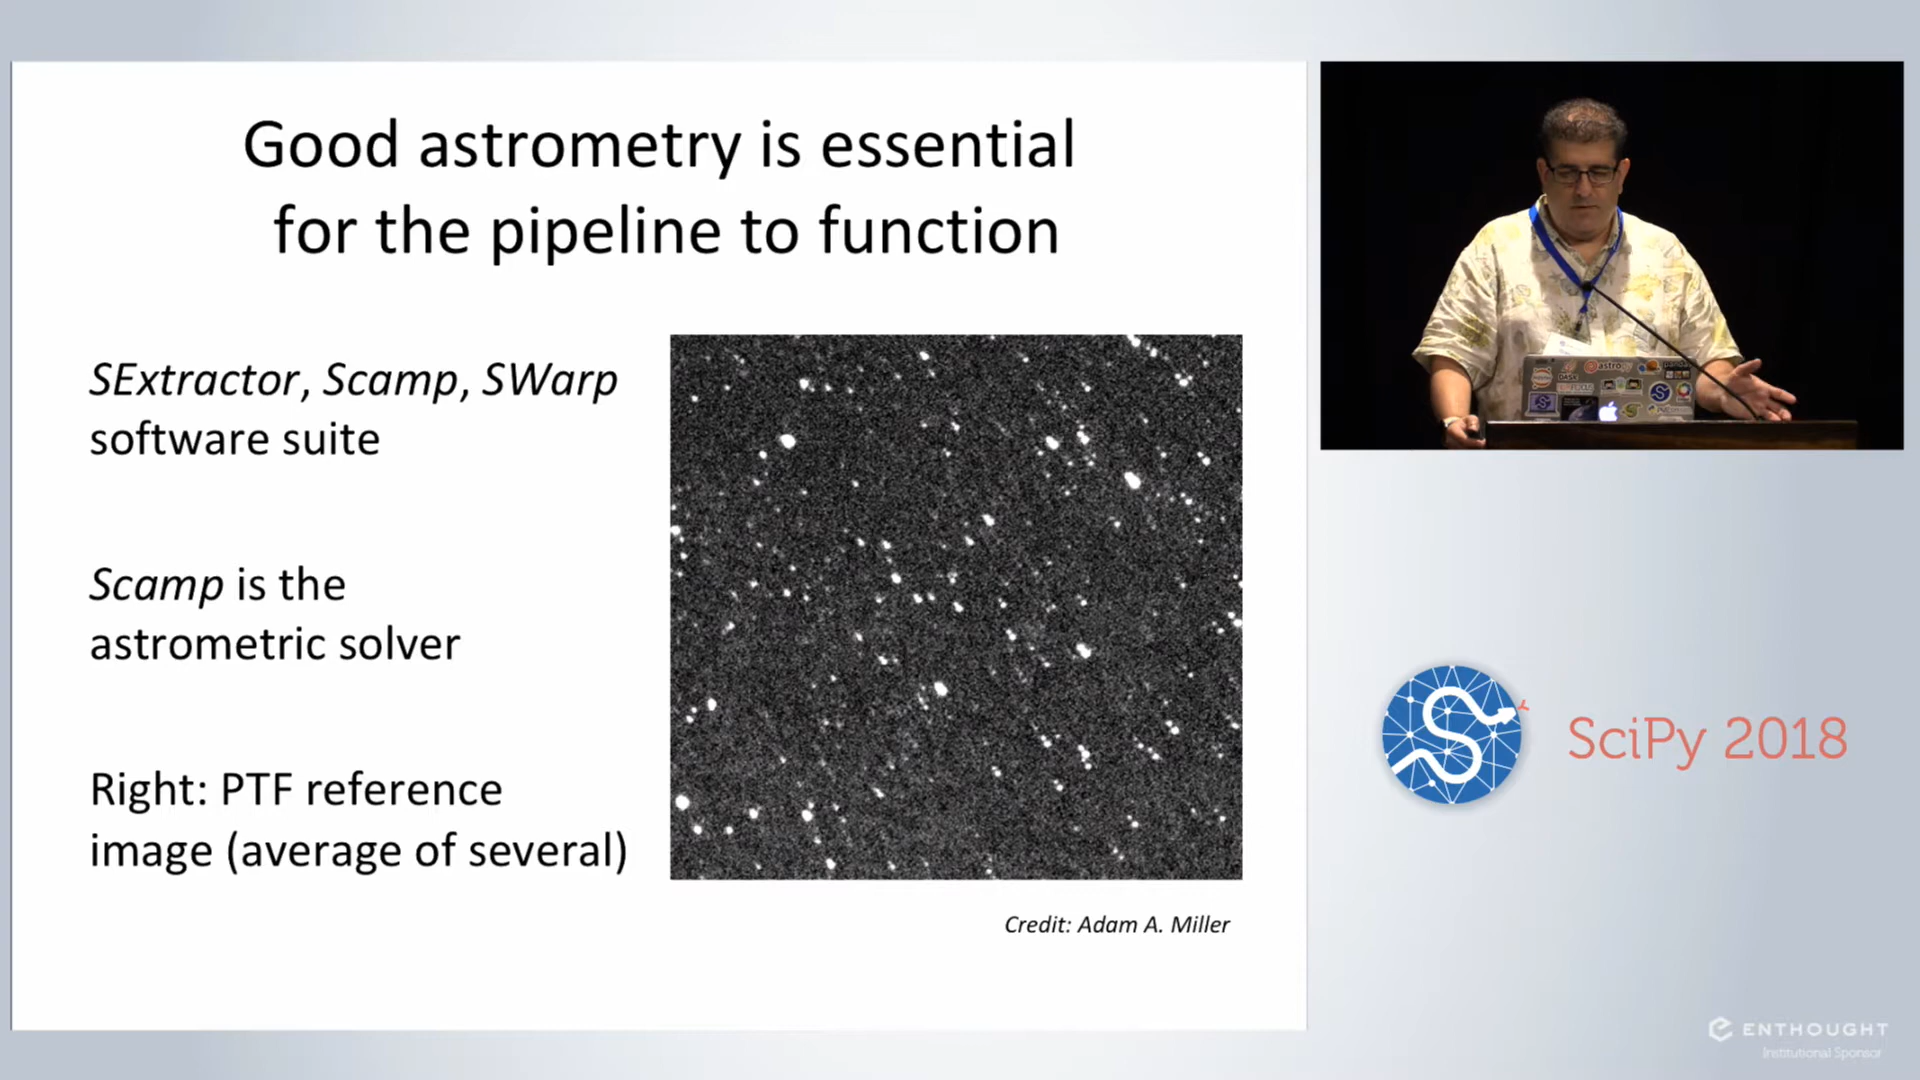 Good astrometry is essential
for the pipeline to function
SExtractor, Scamp, SWarp
software suite
Scamp is the
astrometric solver
Right: PTF reference
image (average of several)
Credit: Adam A. Miller
SciPy 2018
ENTHOUGHT
Institutional Sponsor